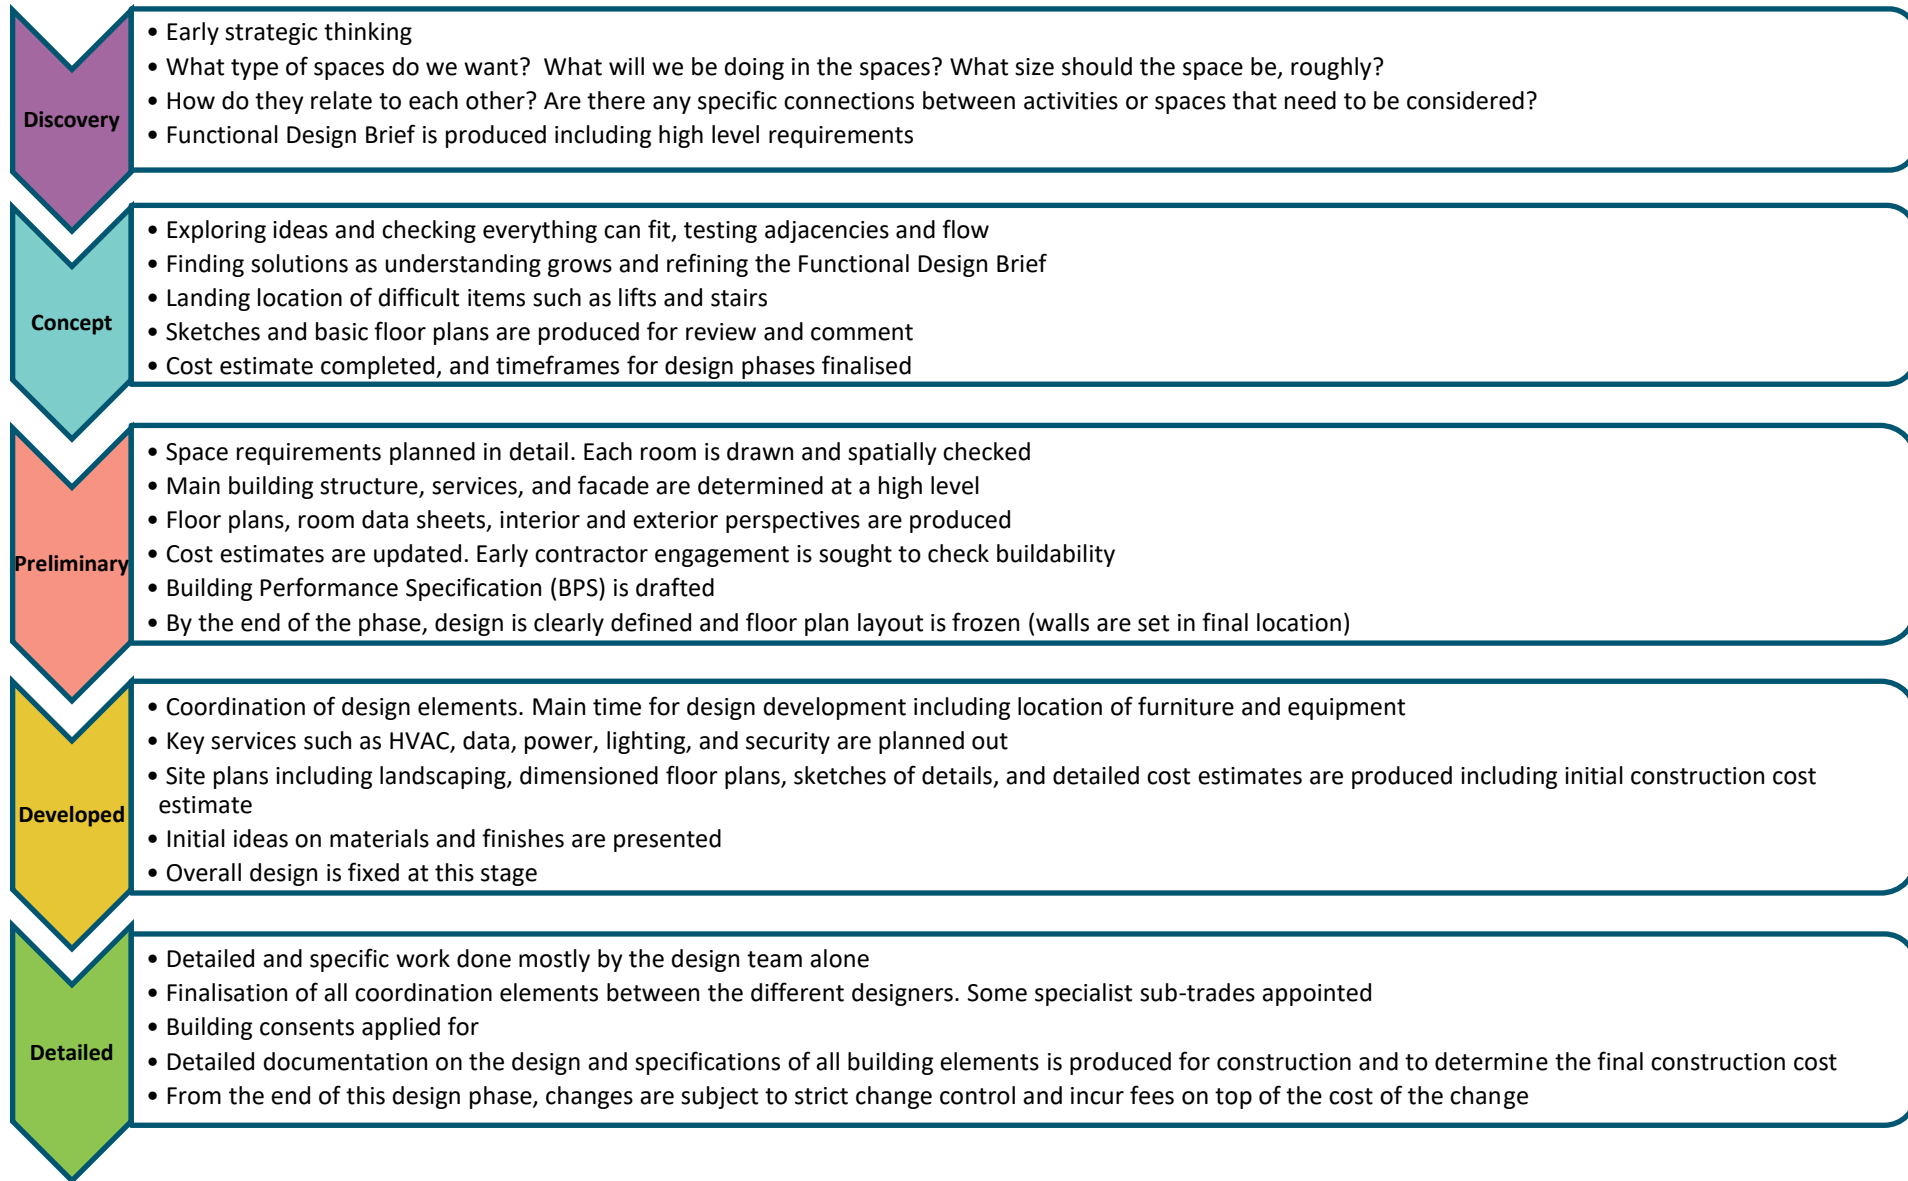 Discovery
• Early strategic thinking
• What type of spaces do we want?  What will we be doing in the spaces? What size should the space be, roughly?
• How do they relate to each other? Are there any specific connections between activities or spaces that need to be considered?
• Functional Design Brief is produced including high level requirements
Concept
• Exploring ideas and checking everything can fit, testing adjacencies and flow
• Finding solutions as understanding grows and refining the Functional Design Brief
• Landing location of difficult items such as lifts and stairs
• Sketches and basic floor plans are produced for review and comment
• Cost estimate completed, and timeframes for design phases finalised
Preliminary
• Space requirements planned in detail. Each room is drawn and spatially checked
• Main building structure, services, and facade are determined at a high level
• Floor plans, room data sheets, interior and exterior perspectives are produced
• Cost estimates are updated. Early contractor engagement is sought to check buildability
• Building Performance Specification (BPS) is drafted
• By the end of the phase, design is clearly defined and floor plan layout is frozen (walls are set in final location)
Developed
• Coordination of design elements. Main time for design development including location of furniture and equipment
• Key services such as HVAC, data, power, lighting, and security are planned out
• Site plans including landscaping, dimensioned floor plans, sketches of details, and detailed cost estimates are produced including initial construction cost
estimate
• Initial ideas on materials and finishes are presented
• Overall design is fixed at this stage
Detailed
• Detailed and specific work done mostly by the design team alone
• Finalisation of all coordination elements between the different designers. Some specialist sub-trades appointed
• Building consents applied for
• Detailed documentation on the design and specifications of all building elements is produced for construction and to determine the final construction cost
• From the end of this design phase, changes are subject to strict change control and incur fees on top of the cost of the change